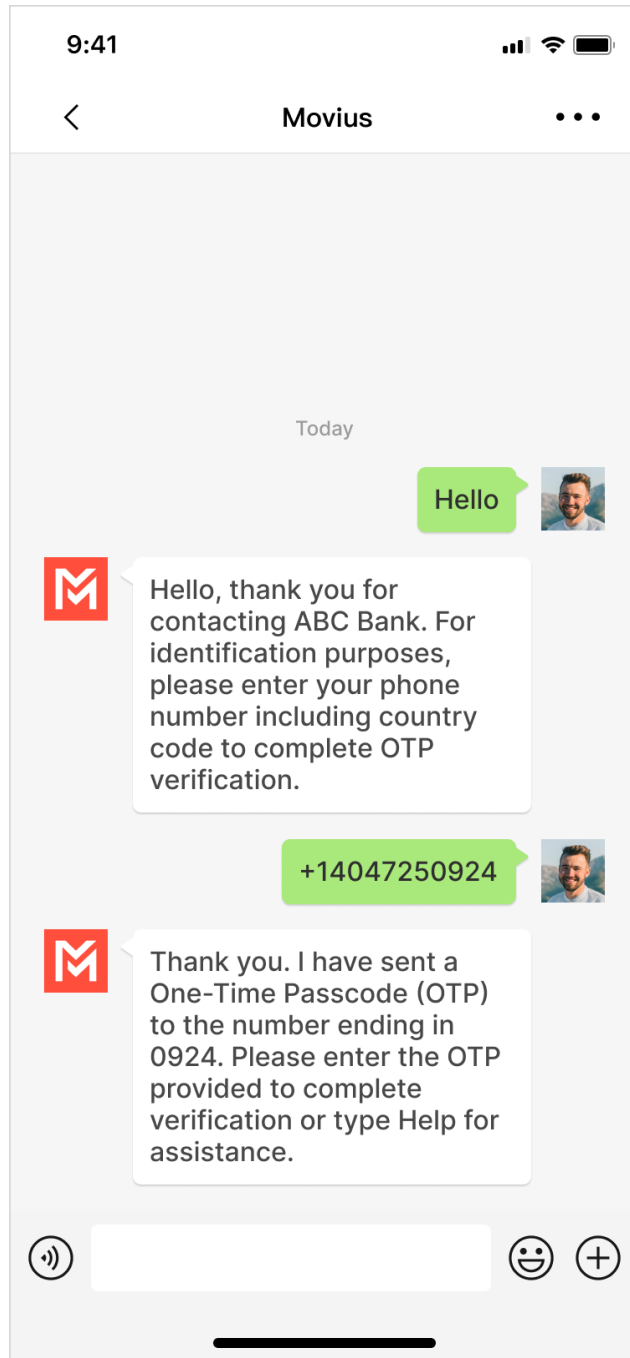 9:41
Movius
Today
Hello
Hello, thank you for
contacting ABC Bank. For
identification purposes,
please enter your phone
number including country
code to complete OTP
verification.
+14047250924
Thank you. I have sent a
One-Time Passcode (OTP)
to the number ending in
0924. Please enter the OTP
provided to complete
verification or type Help for
assistance.